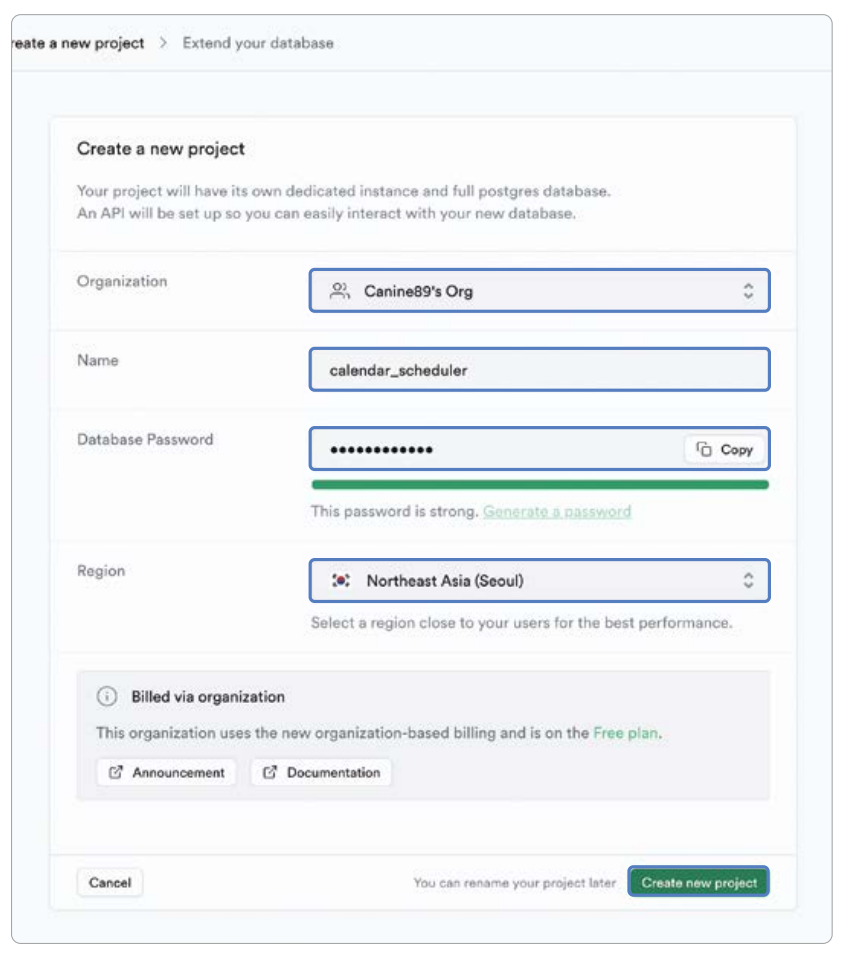 reate a new project > Extend your database
Create a new project
Your project will have its own dedicated instance and full postgres database.
An API will be set up so you can easily interact with your new database.
Organization
Canine89's Org
Name
calendar_scheduler
Database Password
••••••••••••
Copy
This password is strong. Generate a password
Region
Northeast Asia (Seoul)
Select a region close to your users for the best performance.
Billed via organization
This organization uses the new organization-based billing and is on the Free plan.
Announcement
Documentation
Cancel
You can rename your project later
Create new project